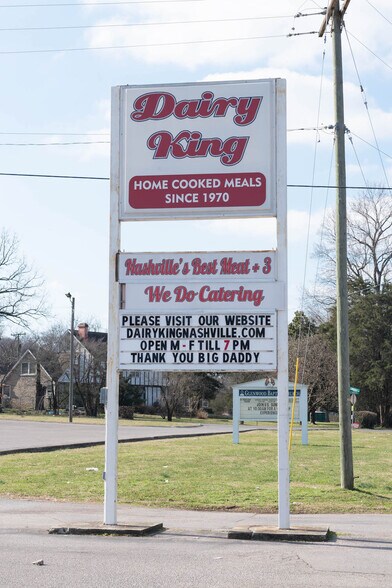 Dairy
King
HOME COOKED MEALS
SINCE 1970
Nashville's Best Meat + 3
We Do Catering
PLEASE VISIT OUR WEBSITE
DAIRYKINGNASHVILLE.COM
OPEN M - F TILL 7 PM
THANK YOU BIG DADDY
GLENWOOD